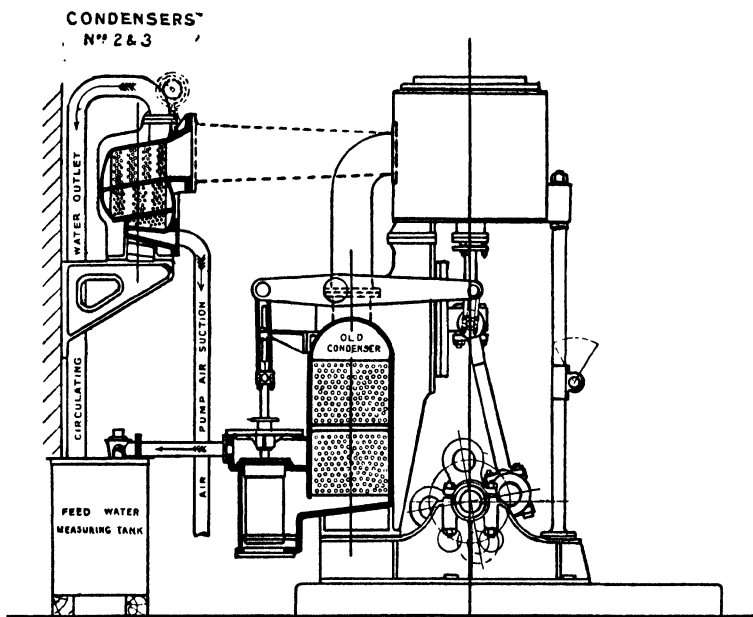 CONDENSERS
Nos 2 & 3
WATER OUTLET
CIRCULATING
AIR PUMP AIR SUCTION
OLD
CONDENSER
FEED WATER
MEASURING TANK